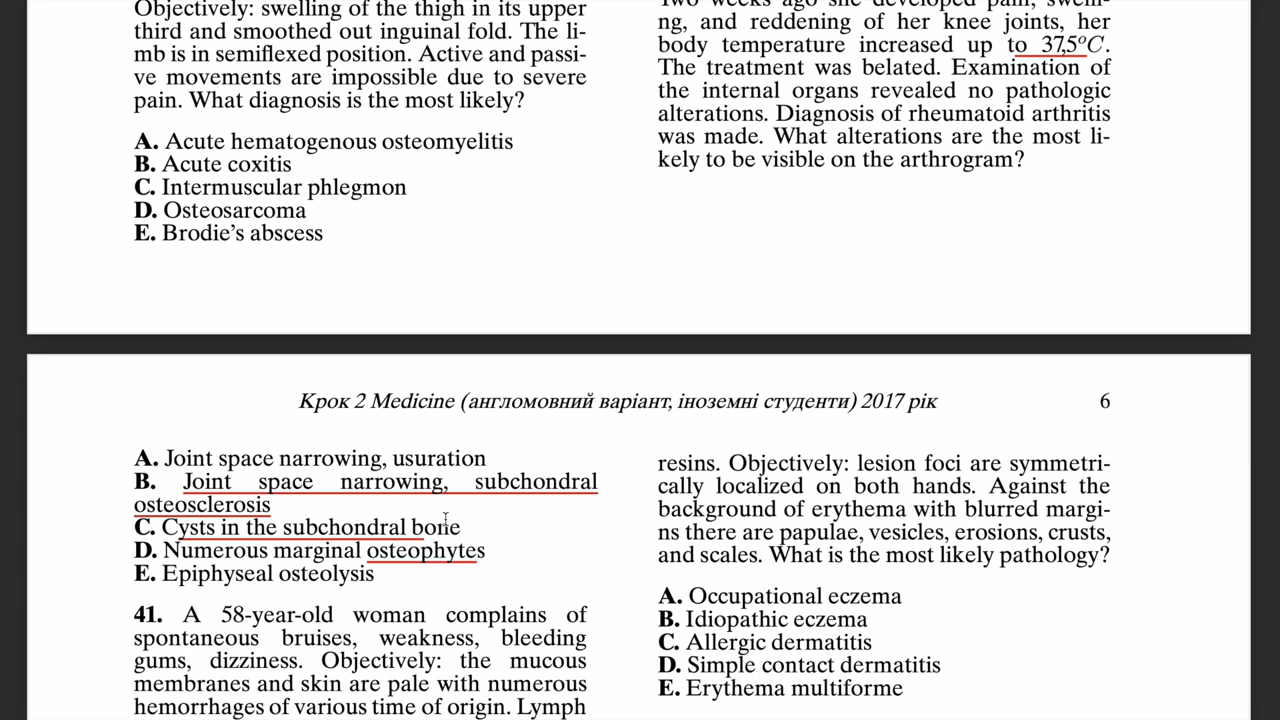 Objectively: swelling of the thigh in its upper
third and smoothed out inguinal fold. The li-
mb is in semiflexed position. Active and passi-
ve movements are impossible due to severe
pain. What diagnosis is the most likely?
A. Acute hematogenous osteomyelitis
B. Acute coxitis
C. Intermuscular phlegmon
D. Osteosarcoma
E. Brodie's abscess
Two weeks ago she developed pain, swelli-
ng, and reddening of her knee joints, her
body temperature increased up to 37,5°C.
The treatment was belated. Examination of
the internal organs revealed no pathologic
alterations. Diagnosis of rheumatoid arthritis
was made. What alterations are the most li-
kely to be visible on the arthrogram?
Крок 2 Medicine (англомовний варіант, іноземні студенти) 2017 рік 6
A. Joint space narrowing, usuration
B. Joint space narrowing, subchondral
osteosclerosis
C. Cysts in the subchondral bone
D. Numerous marginal osteophytes
E. Epiphyseal osteolysis
41. A 58-year-old woman complains of
spontaneous bruises, weakness, bleeding
gums, dizziness. Objectively: the mucous
membranes and skin are pale with numerous
hemorrhages of various time of origin. Lymph
resins. Objectively: lesion foci are symmetri-
cally localized on both hands. Against the
background of erythema with blurred margi-
ns there are papulae, vesicles, erosions, crusts,
and scales. What is the most likely pathology?
A. Occupational eczema
B. Idiopathic eczema
C. Allergic dermatitis
D. Simple contact dermatitis
E. Erythema multiforme